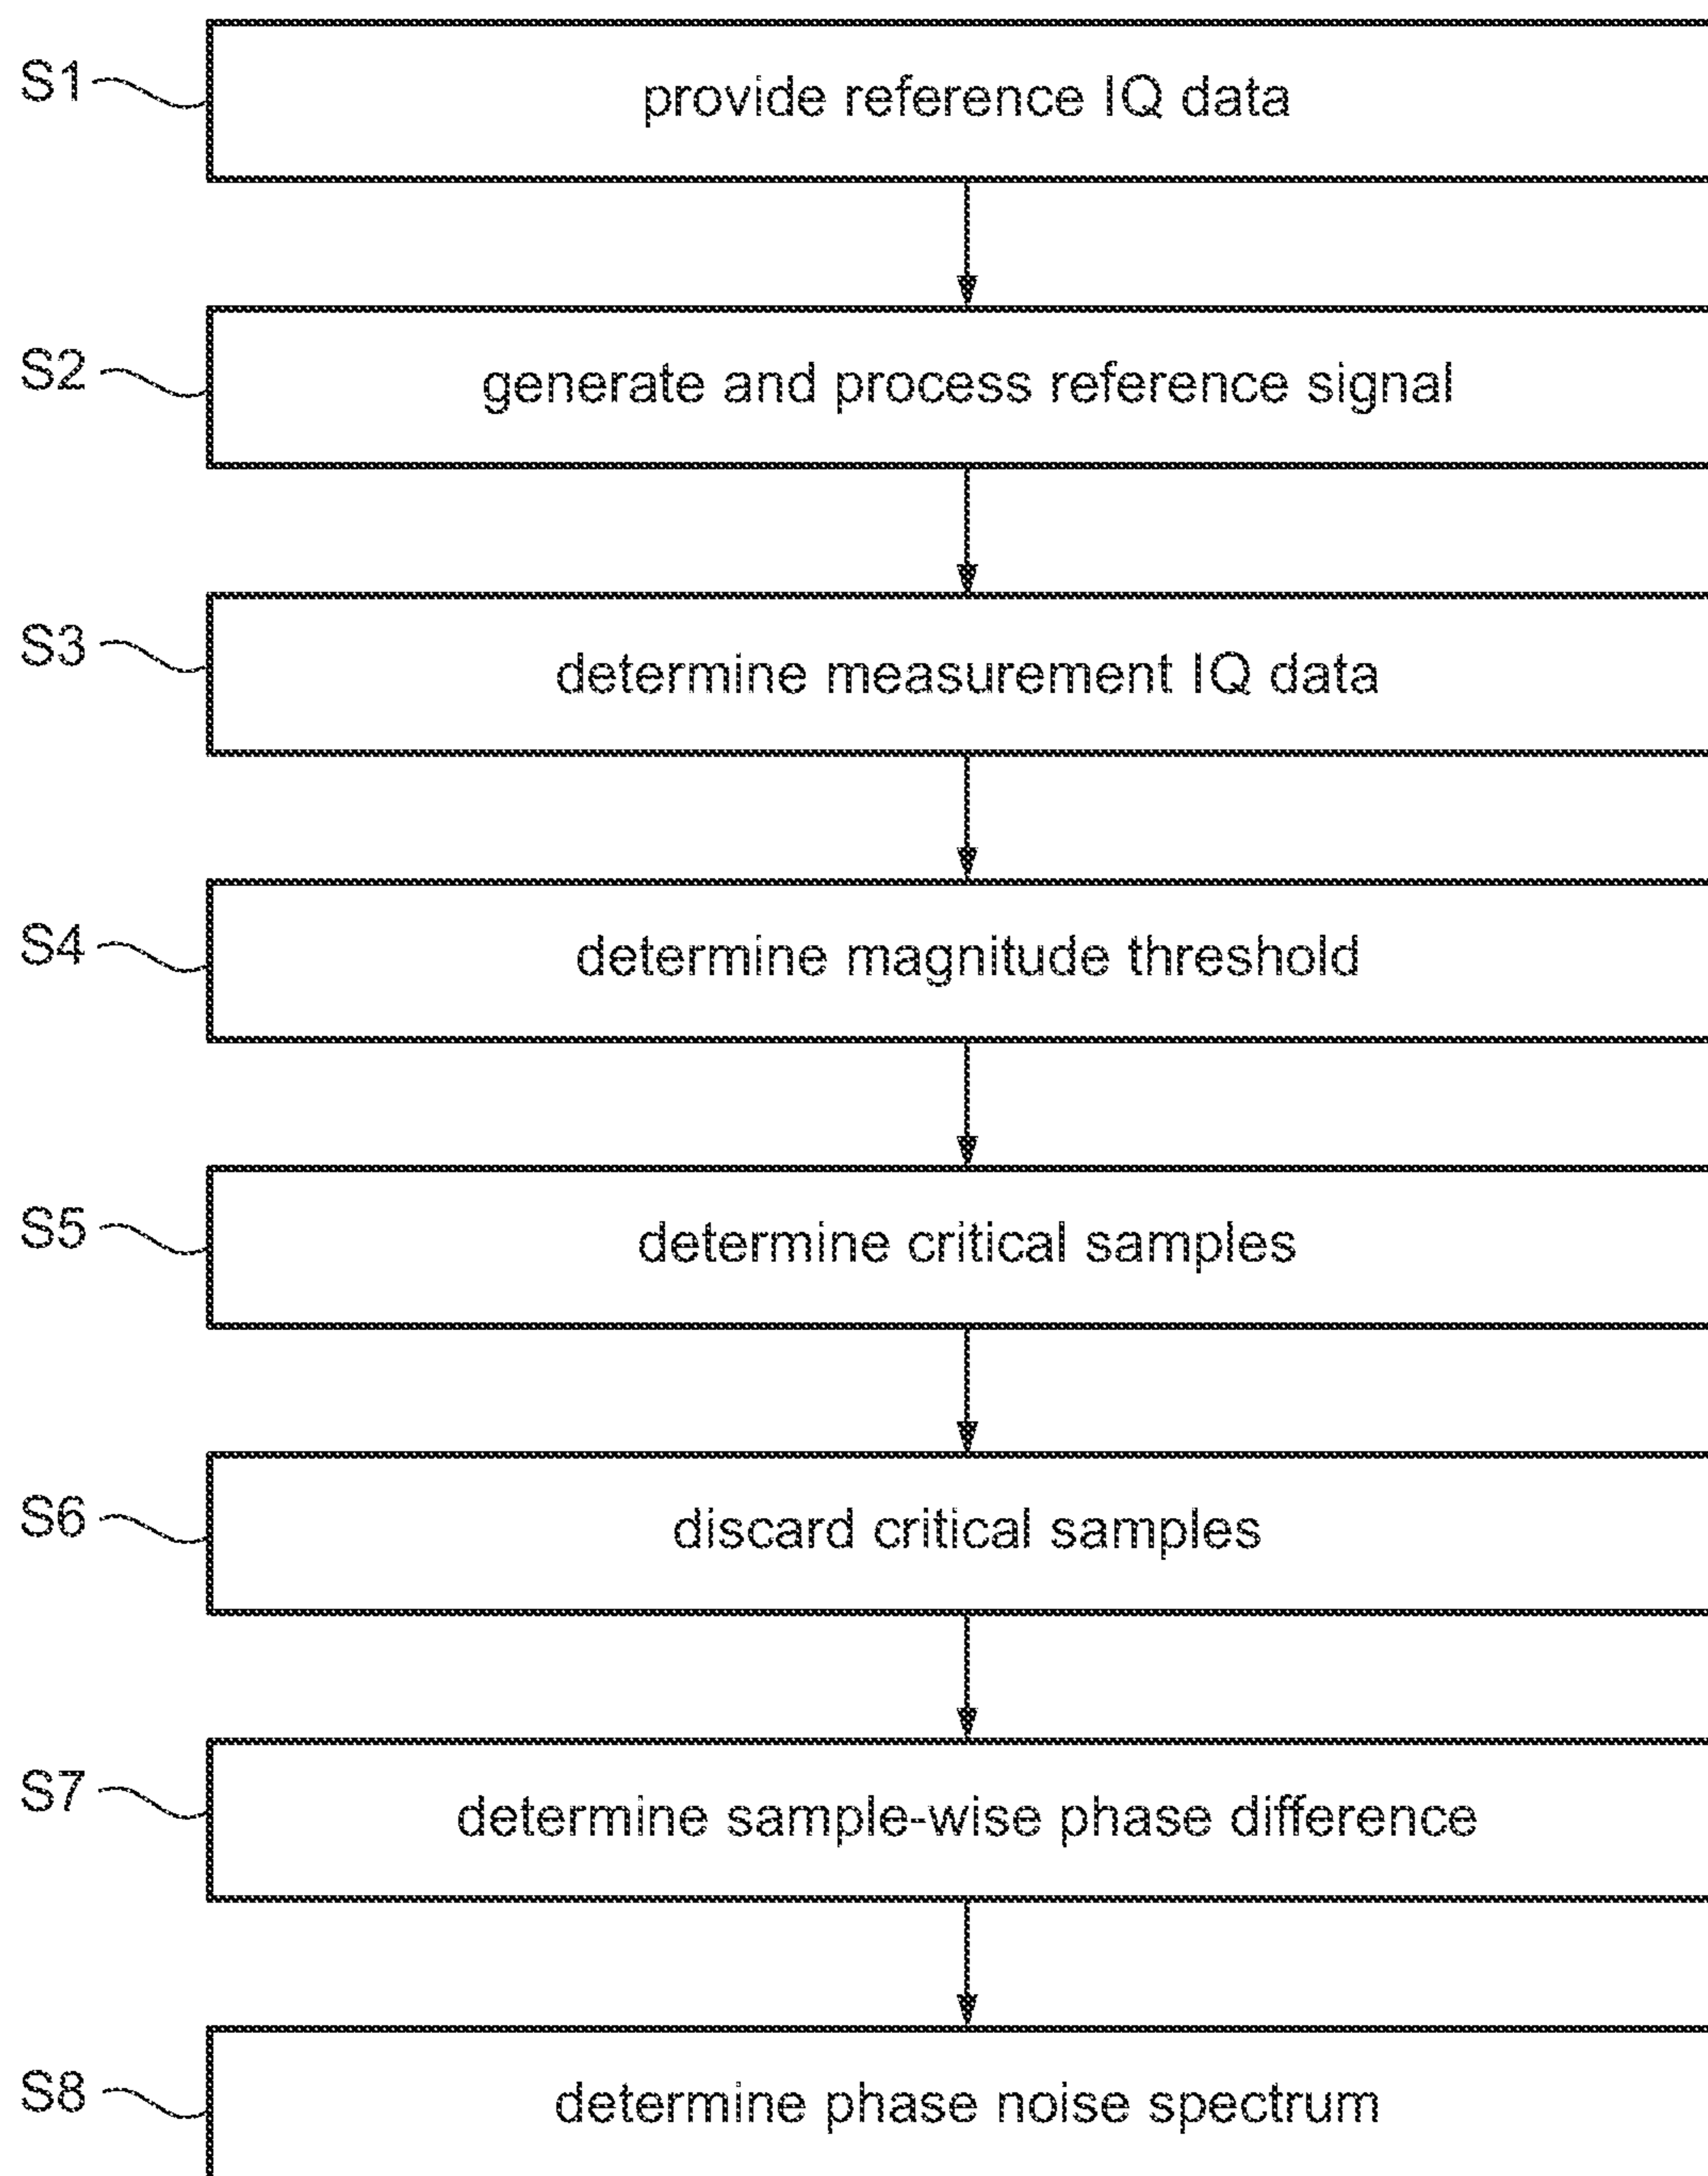 S1 provide reference IQ data
S2 generate and process reference signal
S3 determine measurement IQ data
S4 determine magnitude threshold
S5 determine critical samples
S6 discard critical samples
S7 determine sample-wise phase difference
S8 determine phase noise spectrum